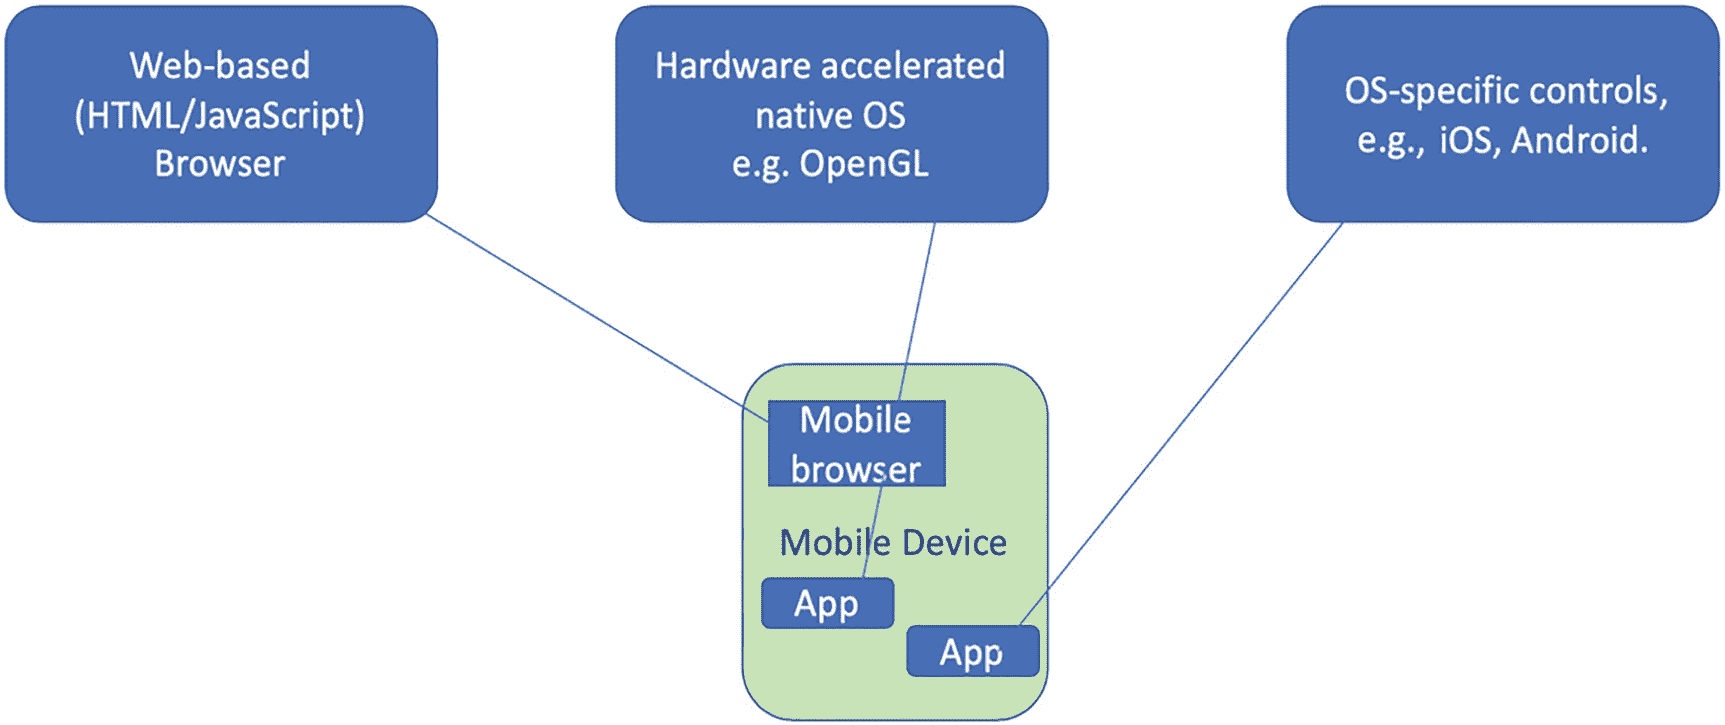 Web-based
(HTML/JavaScript)
Browser
Hardware accelerated
native OS
e.g. OpenGL
OS-specific controls,
e.g., iOS, Android.
Mobile
browser
Mobile Device
App
App